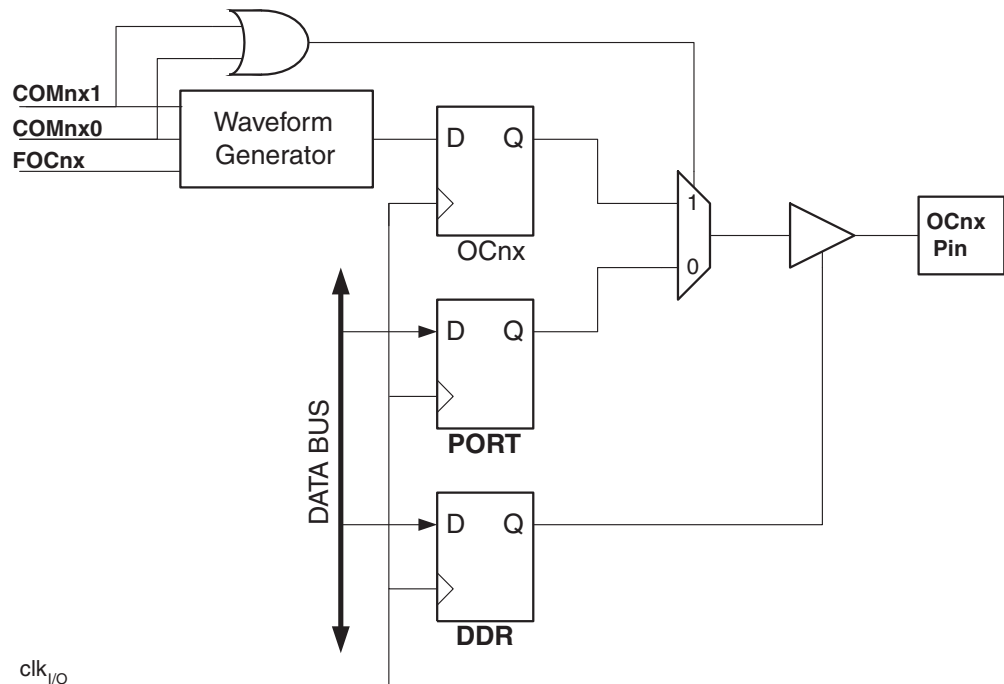 COMnx1
COMnx0
FOCnx
Waveform
Generator
D Q
OCnx
1
0
OCnx
Pin
D Q
PORT
DATA BUS
D Q
DDR
clkI/O